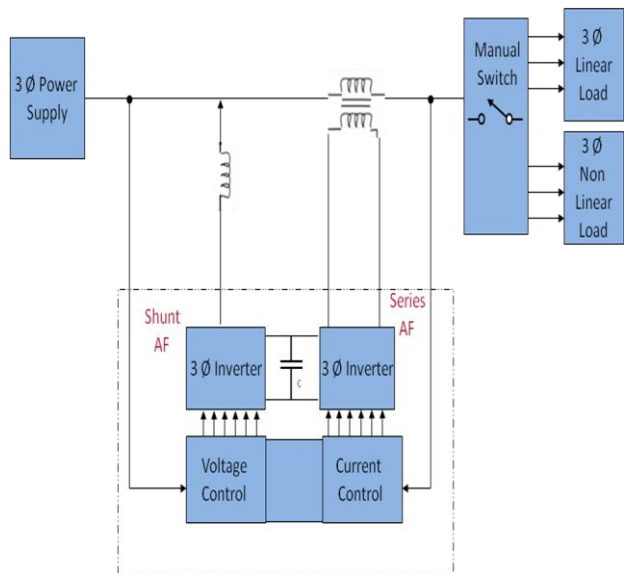 3 Ø Power
Supply
Manual
Switch
3 Ø
Linear
Load
3 Ø
Non
Linear
Load
Shunt
AF
Series
AF
3 Ø Inverter
C
3 Ø Inverter
Voltage
Control
Current
Control